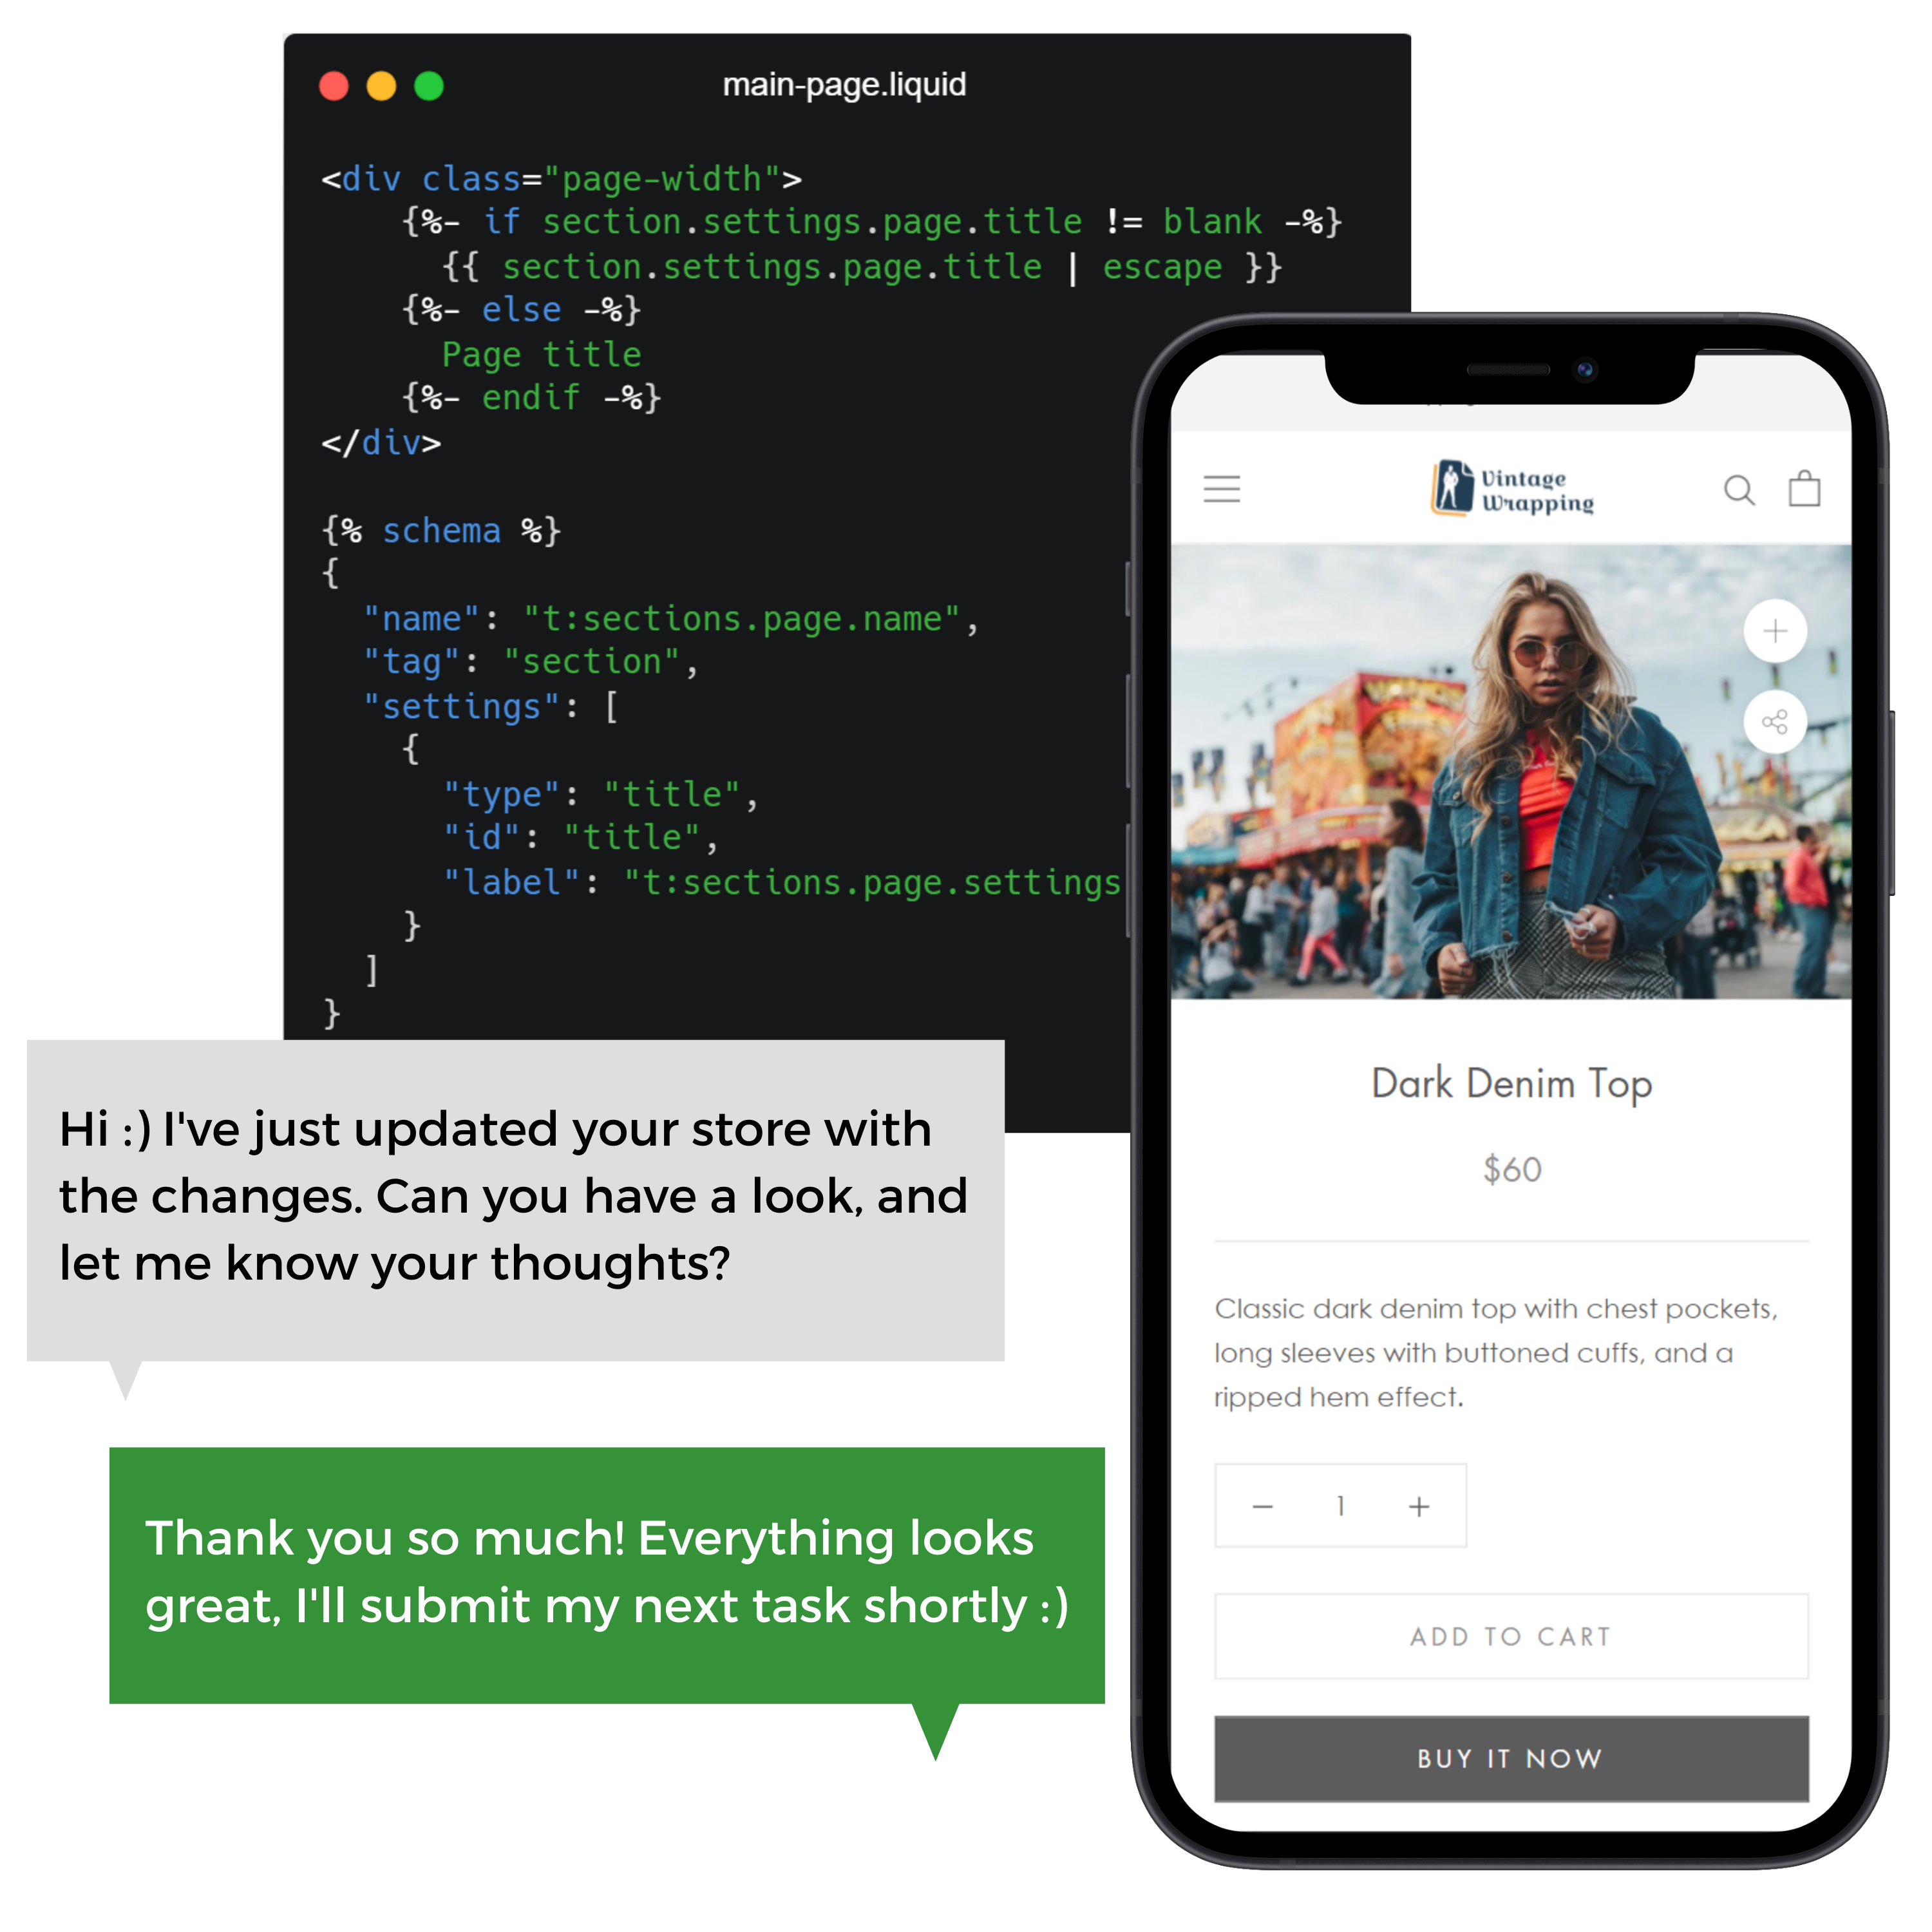 main-page.liquid
<div class="page-width">
{%- if section.settings.page.title != blank -%}
{{ section.settings.page.title | escape }}
{%- else -%}
Page title
{%- endif -%}
</div>
{% schema %}
{
"name": "t:sections.page.name",
"tag": "section",
"settings": [
{
"type": "title",
"id": "title",
"label": "t:sections.page.settings
}
]
}
Hi :) I've just updated your store with
the changes. Can you have a look, and
let me know your thoughts?
Thank you so much! Everything looks
great, I'll submit my next task shortly :)
Vintage
Wrapping
Dark Denim Top
$60
Classic dark denim top with chest pockets,
long sleeves with buttoned cuffs, and a
ripped hem effect.
− 1 +
ADD TO CART
BUY IT NOW